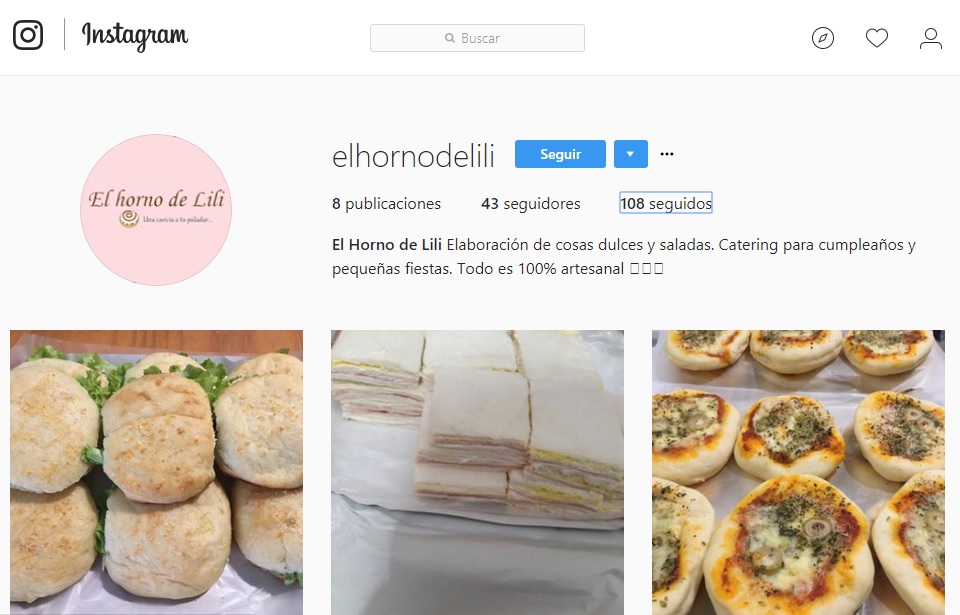 Instagram
Buscar
El horno de Lili
Una caricia a tu paladar...
elhornodelili Seguir
8 publicaciones 43 seguidores 108 seguidos
El Horno de Lili Elaboración de cosas dulces y saladas. Catering para cumpleaños y
pequeñas fiestas. Todo es 100% artesanal